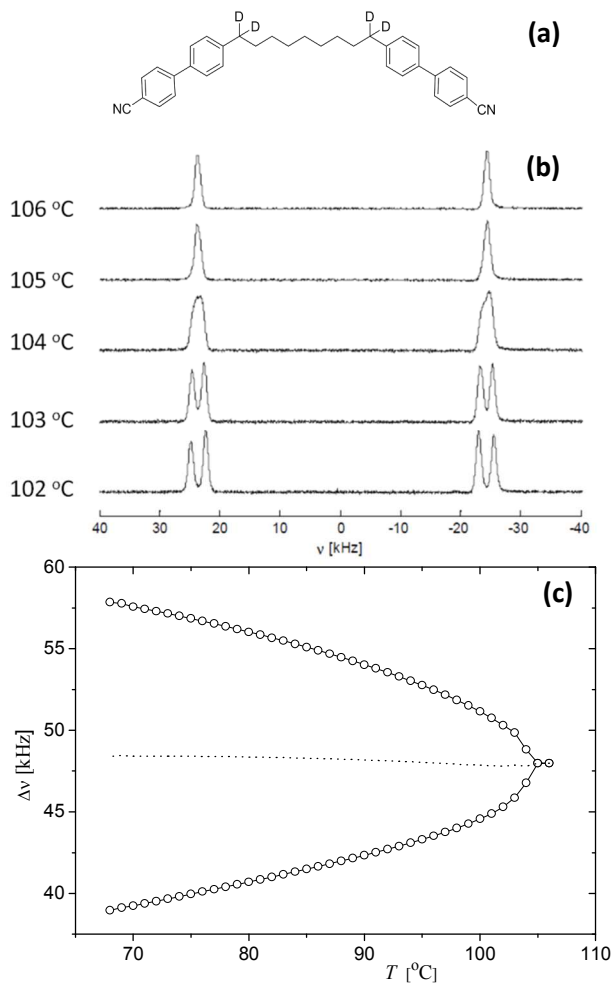 D D
D D
(a)
NC
CN
(b)
106 °C
105 °C
104 °C
103 °C
102 °C
40 30 20 10 0 -10 -20 -30 -40
ν [kHz]
(c)
60
55
50
45
40
Δν [kHz]
70 80 90 100 110
T [°C]